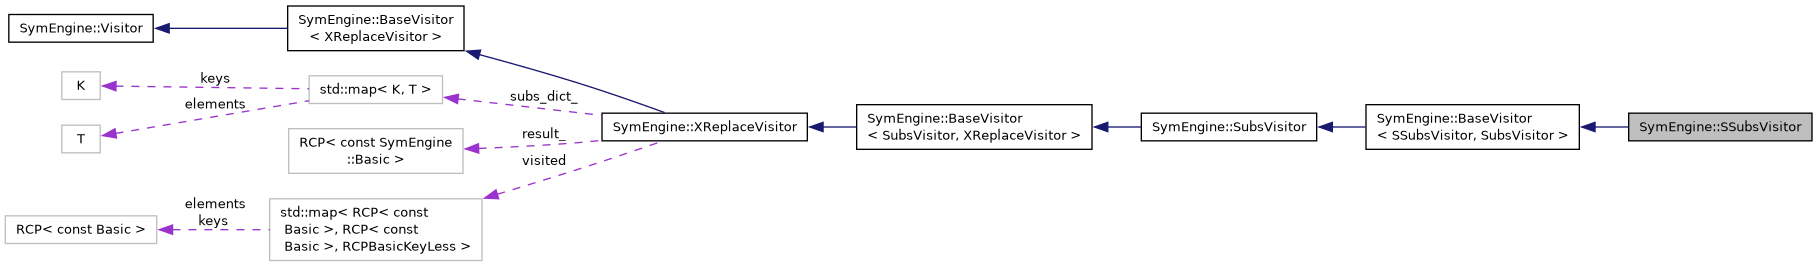 SymEngine::Visitor
SymEngine::BaseVisitor
< XReplaceVisitor >
K
keys
T
elements
std::map< K, T >
subs_dict_
RCP< const SymEngine
::Basic >
result_
visited
SymEngine::XReplaceVisitor
SymEngine::BaseVisitor
< SubsVisitor, XReplaceVisitor >
SymEngine::SubsVisitor
SymEngine::BaseVisitor
< SSubsVisitor, SubsVisitor >
SymEngine::SSubsVisitor
RCP< const Basic >
elements
keys
std::map< RCP< const
Basic >, RCP< const
Basic >, RCPBasicKeyLess >